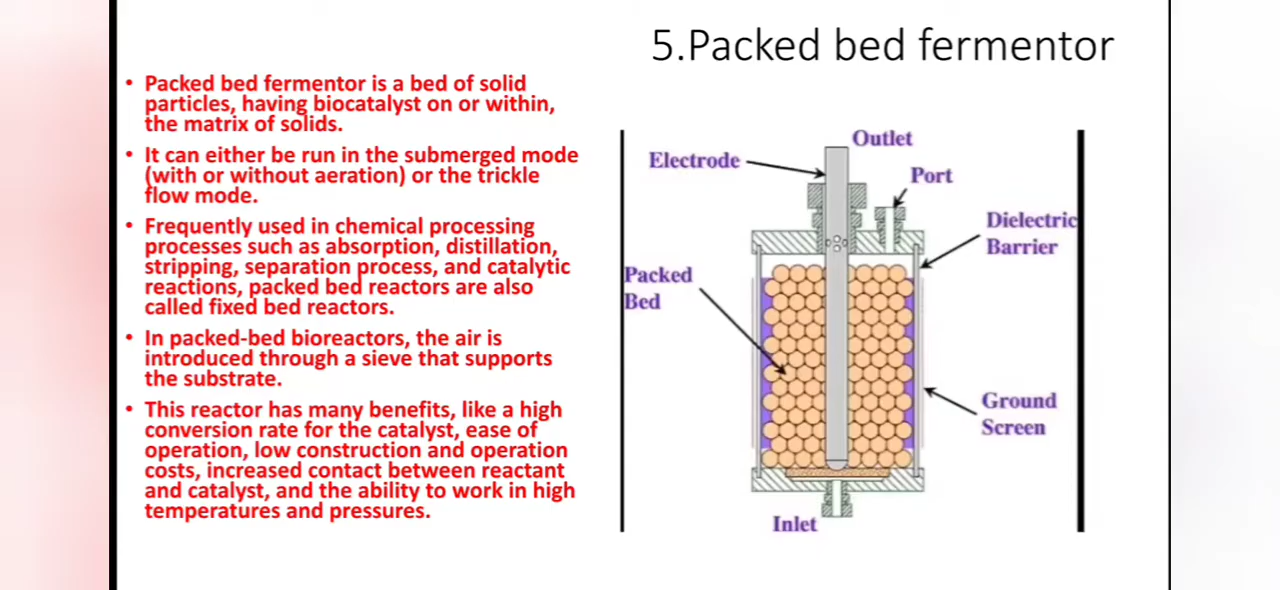 5.Packed bed fermentor
• Packed bed fermentor is a bed of solid
particles, having biocatalyst on or within,
the matrix of solids.
• It can either be run in the submerged mode
(with or without aeration) or the trickle
flow mode.
• Frequently used in chemical processing
processes such as absorption, distillation,
stripping, separation process, and catalytic
reactions, packed bed reactors are also
called fixed bed reactors.
• In packed-bed bioreactors, the air is
introduced through a sieve that supports
the substrate.
• This reactor has many benefits, like a high
conversion rate for the catalyst, ease of
operation, low construction and operation
costs, increased contact between reactant
and catalyst, and the ability to work in high
temperatures and pressures.
Outlet
Electrode
Port
Dielectric
Barrier
Packed
Bed
Ground
Screen
Inlet